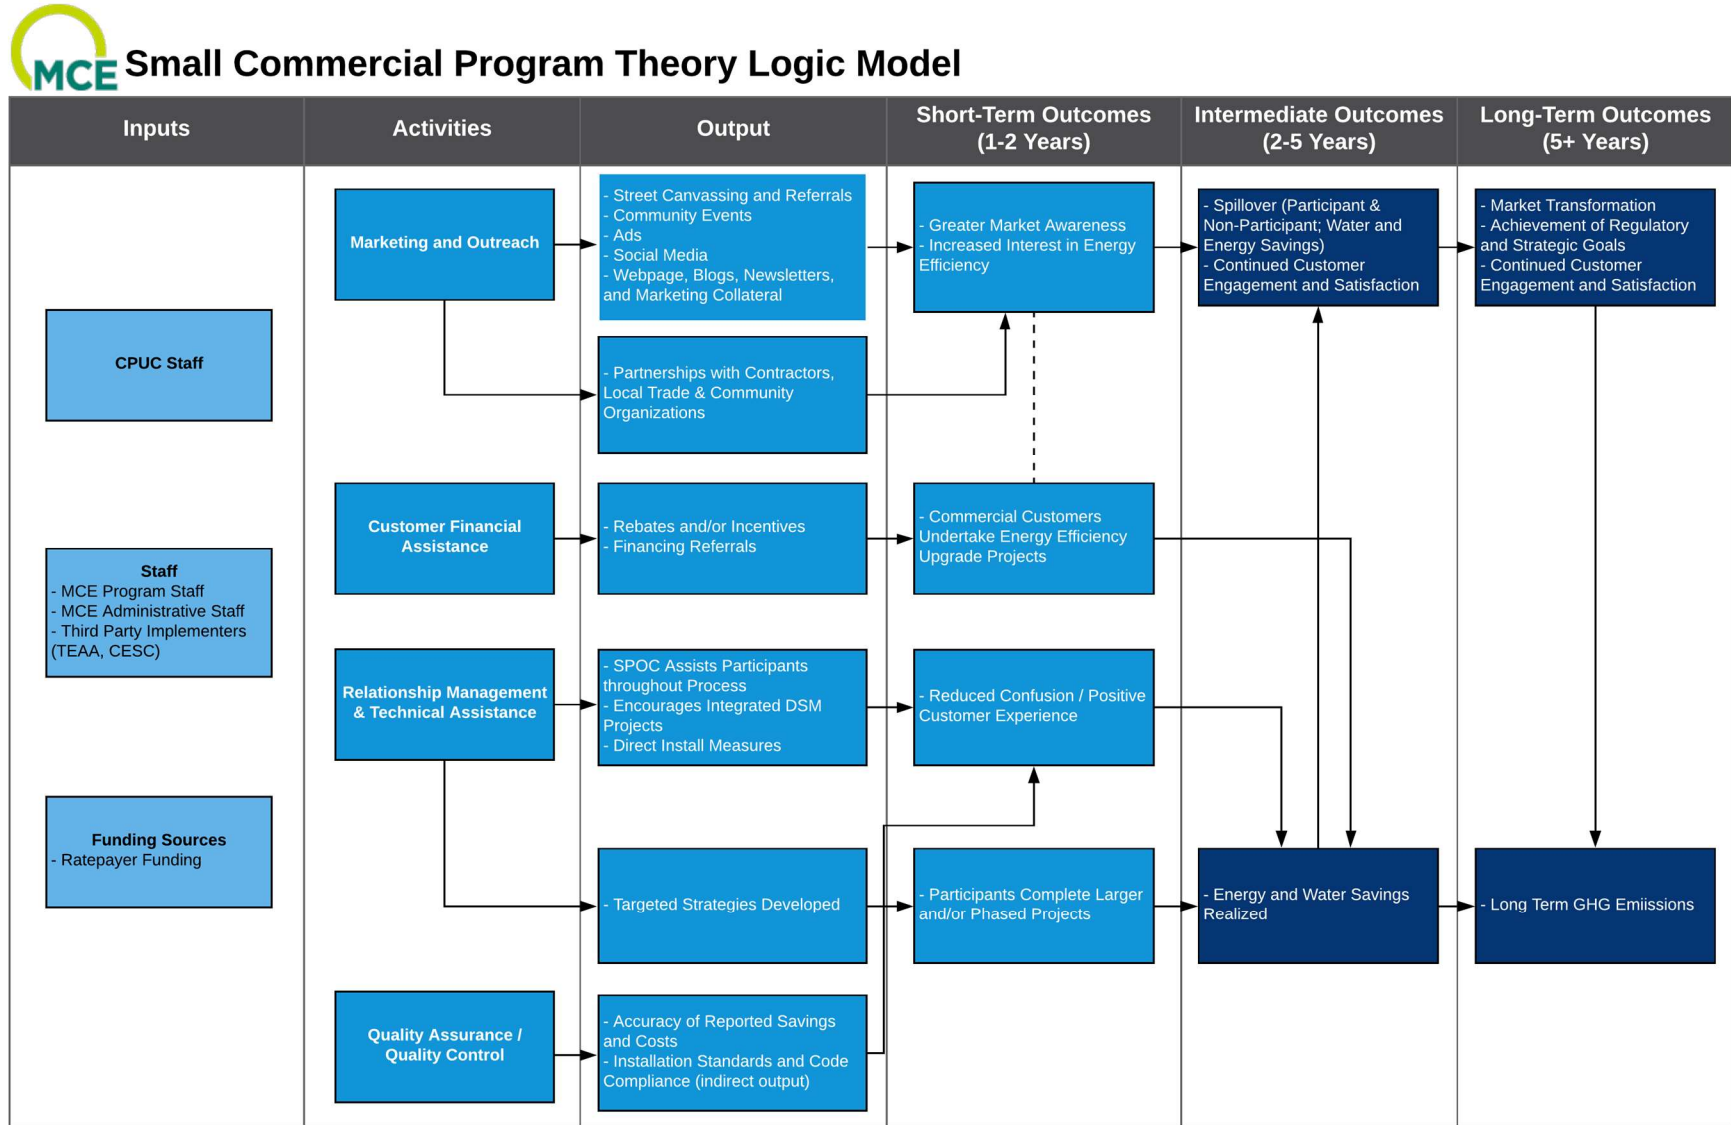 MCE
Small Commercial Program Theory Logic Model
Inputs
Activities
Output
Short-Term Outcomes
(1-2 Years)
Intermediate Outcomes
(2-5 Years)
Long-Term Outcomes
(5+ Years)
CPUC Staff
Staff
- MCE Program Staff
- MCE Administrative Staff
- Third Party Implementers
(TEAA, CESC)
Funding Sources
- Ratepayer Funding
Marketing and Outreach
Customer Financial
Assistance
Relationship Management
& Technical Assistance
Quality Assurance /
Quality Control
- Street Canvassing and Referrals
- Community Events
- Ads
- Social Media
- Webpage, Blogs, Newsletters,
and Marketing Collateral
- Partnerships with Contractors,
Local Trade & Community
Organizations
- Rebates and/or Incentives
- Financing Referrals
- SPOC Assists Participants
throughout Process
- Encourages Integrated DSM
Projects
- Direct Install Measures
- Targeted Strategies Developed
- Accuracy of Reported Savings
and Costs
- Installation Standards and Code
Compliance (indirect output)
- Greater Market Awareness
- Increased Interest in Energy
Efficiency
- Commercial Customers
Undertake Energy Efficiency
Upgrade Projects
- Reduced Confusion / Positive
Customer Experience
- Participants Complete Larger
and/or Phased Projects
- Spillover (Participant &
Non-Participant; Water and
Energy Savings)
- Continued Customer
Engagement and Satisfaction
- Energy and Water Savings
Realized
- Market Transformation
- Achievement of Regulatory
and Strategic Goals
- Continued Customer
Engagement and Satisfaction
- Long Term GHG Emiissions